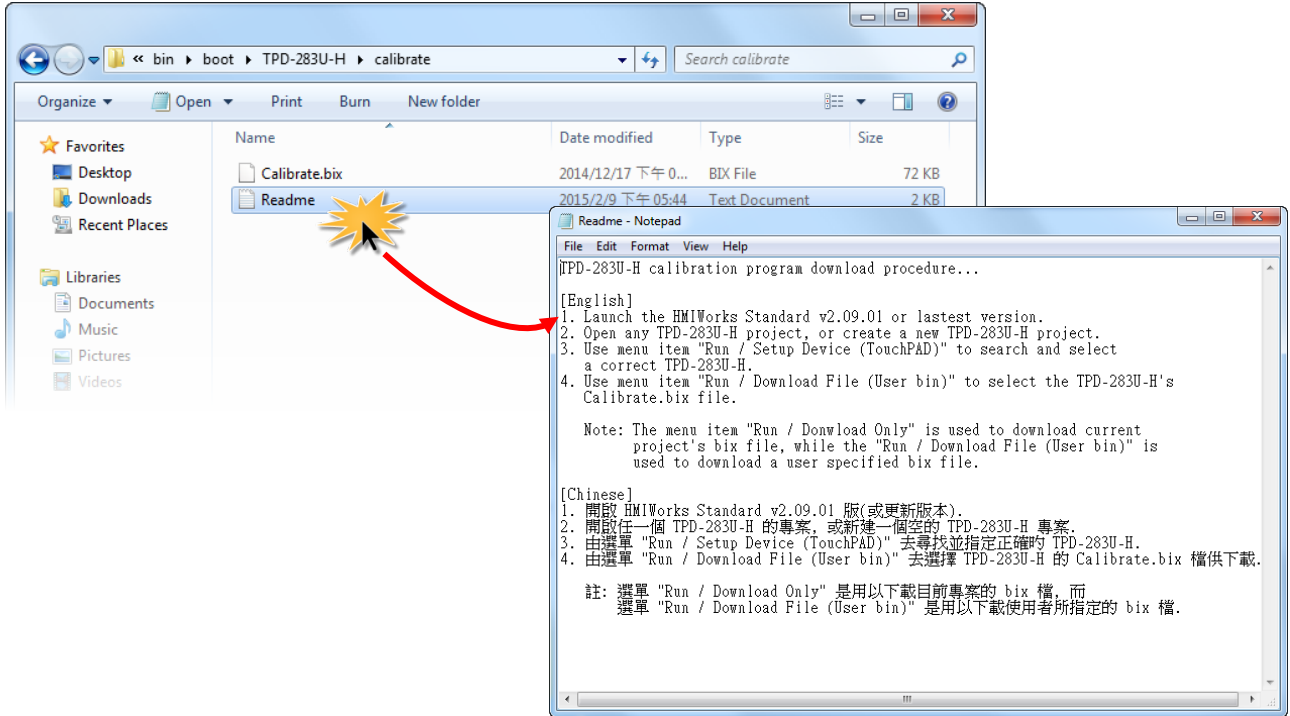 « bin ▸ boot ▸ TPD-283U-H ▸ calibrate
Search calibrate
Organize Open Print Burn New folder
Name Date modified Type Size
Favorites
Desktop
Downloads
Recent Places
Libraries
Documents
Music
Pictures
Videos
Calibrate.bix 2014/12/17 下午 0... BIX File 72 KB
Readme 2015/2/9 下午 05:44 Text Document 2 KB
Readme - Notepad
File Edit Format View Help
TPD-283U-H calibration program download procedure...
[English]
1. Launch the HMIWorks Standard v2.09.01 or lastest version.
2. Open any TPD-283U-H project, or create a new TPD-283U-H project.
3. Use menu item "Run / Setup Device (TouchPAD)" to search and select
a correct TPD-283U-H.
4. Use menu item "Run / Download File (User bin)" to select the TPD-283U-H's
Calibrate.bix file.
Note: The menu item "Run / Donwload Only" is used to download current
project's bix file, while the "Run / Download File (User bin)" is
used to download a user specified bix file.
[Chinese]
1. 開啟 HMIWorks Standard v2.09.01 版(或更新版本).
2. 開啟任一個 TPD-283U-H 的專案, 或新建一個空的 TPD-283U-H 專案.
3. 由選單 "Run / Setup Device (TouchPAD)" 去尋找並指定正確旳 TPD-283U-H.
4. 由選單 "Run / Download File (User bin)" 去選擇 TPD-283U-H 的 Calibrate.bix 檔供下載.
註: 選單 "Run / Download Only" 是用以下載目前專案的 bix 檔, 而
選單 "Run / Download File (User bin)" 是用以下載使用者所指定的 bix 檔.